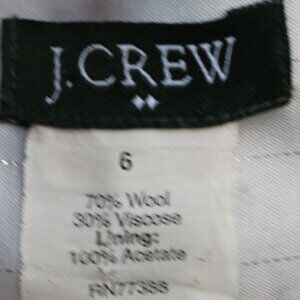 J.CREW
6
70% Wool
30% Viscose
Lining:
100% Acetate
RN77388